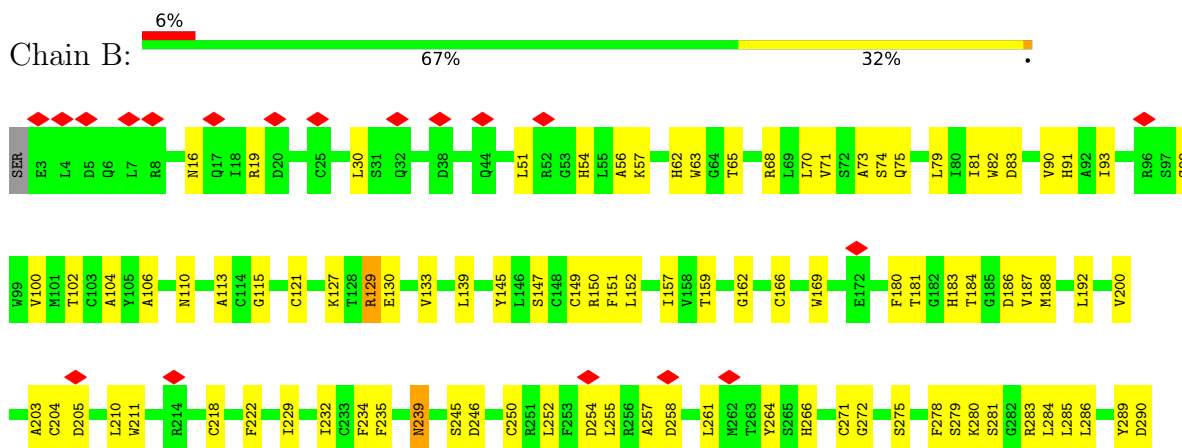 6%
Chain B:
67% 32% •
SER E3 L4 D5 Q6 L7 R8 N16 Q17 I18 R19 D20 C25 L30 S31 Q32 D38 Q44 L51 R52 G53 H54 L55 A56 K57 H62 W63 G64 T65 R68 L69 L70 V71 S72 A73 S74 Q75 L79 I80 I81 W82 D83 V90 H91 A92 I93 R96 S97
W99 V100 M101 T102 C103 A104 Y105 A106 N110 A113 C114 G115 C121 K127 T128 R129 E130 V133 L139 Y145 L146 S147 C148 C149 R150 F151 L152 I157 V158 T159 G162 C166 W169 E172 F180 T181 G182 H183 T184 G185 D186 V187 M188 L192 V200
A203 C204 D205 L210 W211 R214 C218 F222 I229 I232 C233 F234 F235 N239 S245 D246 C250 R251 L252 F253 D254 L255 R256 A257 D258 L261 M262 T263 Y264 S265 H266 C271 G272 S275 F278 S279 K280 S281 G282 R283 L284 L285 L286 Y289 D290